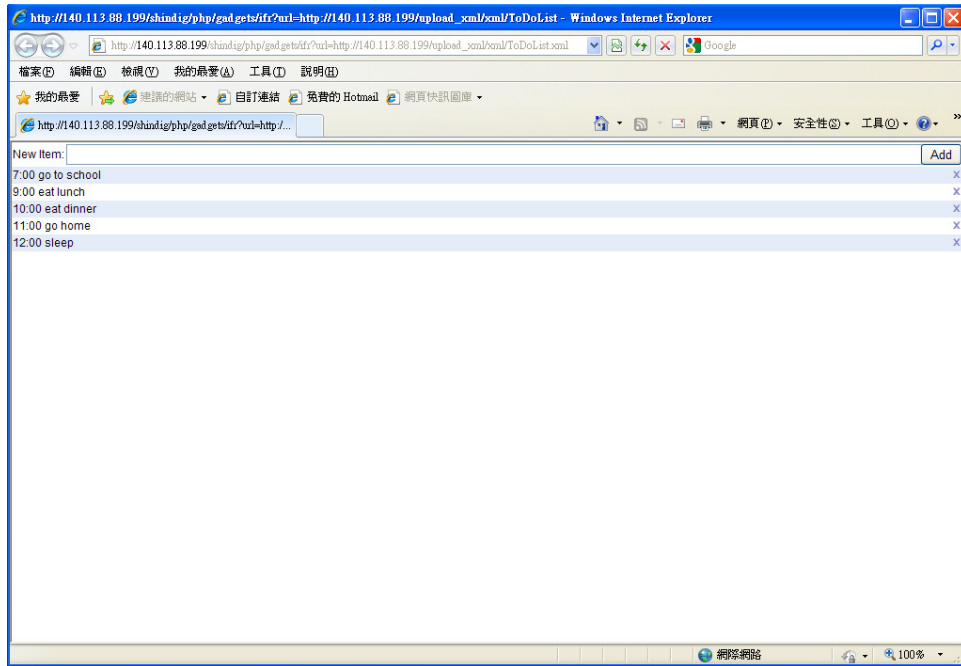 http://140.113.88.199/shindig/php/gadgets/ifr?url=http://140.113.88.199/upload_xml/xml/ToDoList - Windows Internet Explorer
http://140.113.88.199/shindig/php/gadgets/ifr?url=http://140.113.88.199/upload_xml/xml/ToDoList.xml Google
檔案(F) 編輯(E) 檢視(V) 我的最愛(A) 工具(T) 說明(H)
我的最愛 建議的網站 自訂連結 免費的 Hotmail 網頁快訊圖庫
http://140.113.88.199/shindig/php/gadgets/ifr?url=http:/... 網頁(P) 安全性(S) 工具(O) »
New Item: Add
7:00 go to school x
9:00 eat lunch x
10:00 eat dinner x
11:00 go home x
12:00 sleep x
網際網路 100%